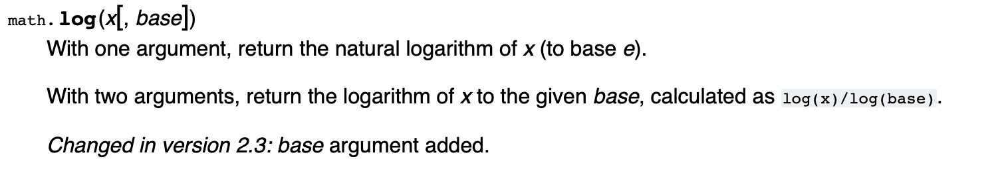 math.log(x[, base])
With one argument, return the natural logarithm of x (to base e).
With two arguments, return the logarithm of x to the given base, calculated as log(x)/log(base).
Changed in version 2.3: base argument added.